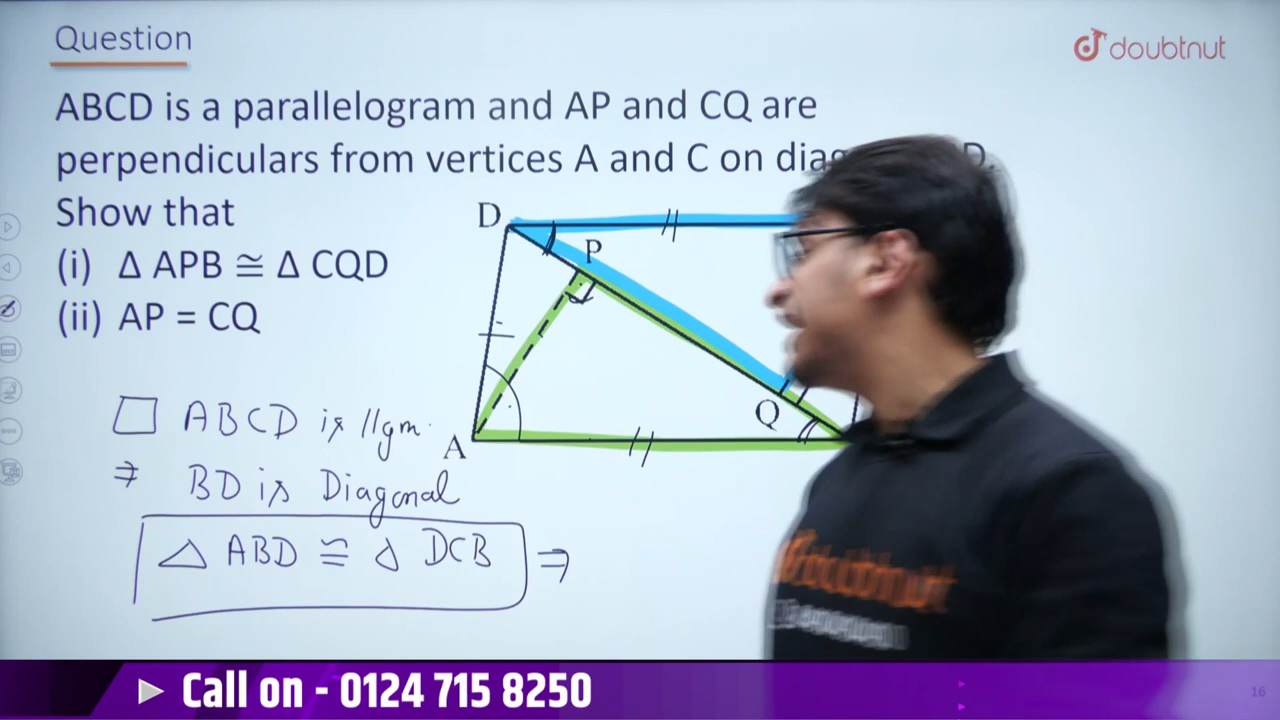 Question
doubtnut
ABCD is a parallelogram and AP and CQ are
perpendiculars from vertices A and C on
Show that
(i) Δ APB ≅ Δ CQD
(ii) AP = CQ
D
P
Q
A
□ ABCD is //gm.
⇒ BD is Diagonal
Δ ABD ≅ Δ DCB ⇒
Call on - 0124 715 8250
16